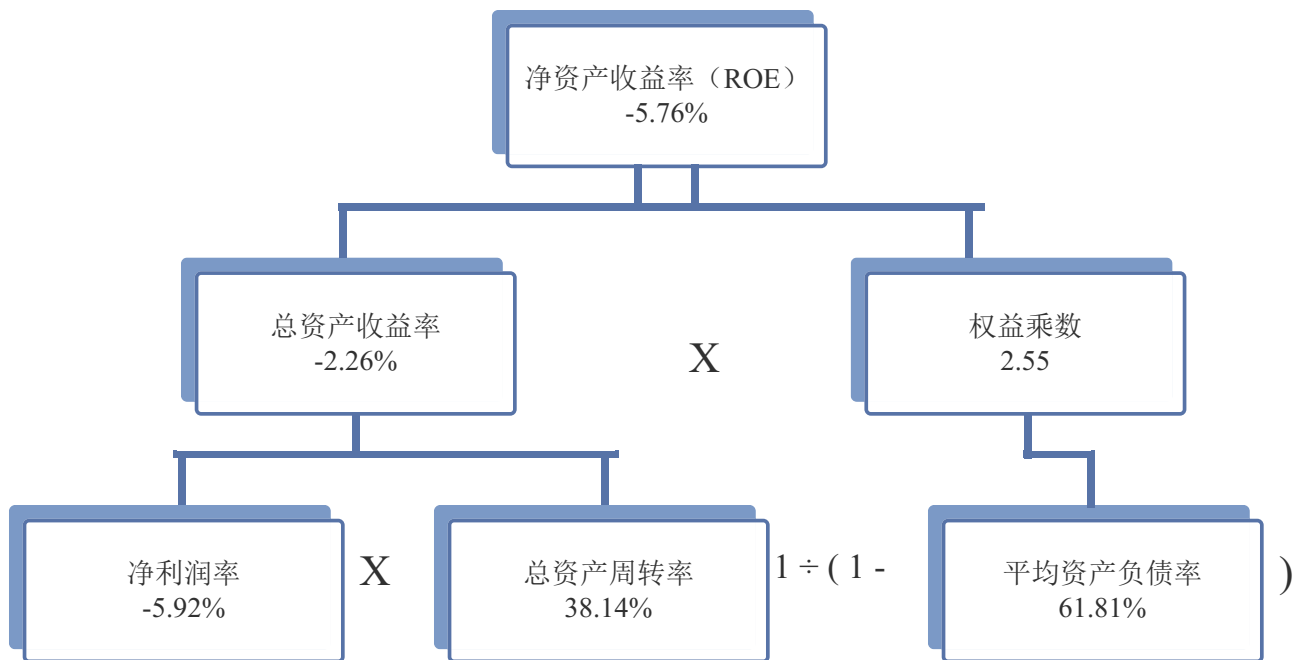 净资产收益率（ROE）
-5.76%
总资产收益率
-2.26%
X
权益乘数
2.55
净利润率
-5.92%
X
总资产周转率
38.14%
1 ÷ ( 1 -
平均资产负债率
61.81%
)